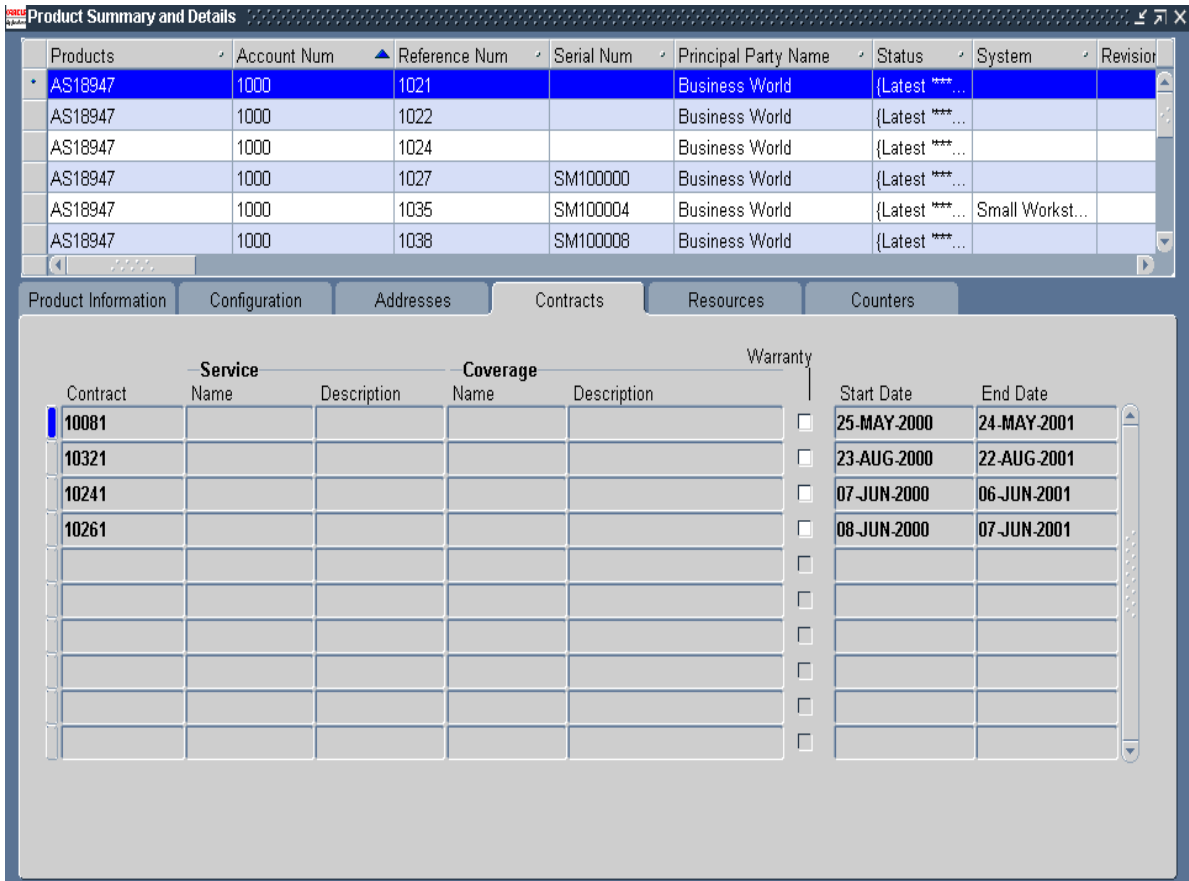 Product Summary and Details
Products Account Num Reference Num Serial Num Principal Party Name Status System Revision
AS18947 1000 1021 Business World {Latest '***...
AS18947 1000 1022 Business World {Latest '***...
AS18947 1000 1024 Business World {Latest '***...
AS18947 1000 1027 SM100000 Business World {Latest '***...
AS18947 1000 1035 SM100004 Business World {Latest '***... Small Workst...
AS18947 1000 1038 SM100008 Business World {Latest '***...
Product Information Configuration Addresses Contracts Resources Counters
Warranty
Service Coverage
Contract Name Description Name Description Start Date End Date
10081 25-MAY-2000 24-MAY-2001
10321 23-AUG-2000 22-AUG-2001
10241 07-JUN-2000 06-JUN-2001
10261 08-JUN-2000 07-JUN-2001